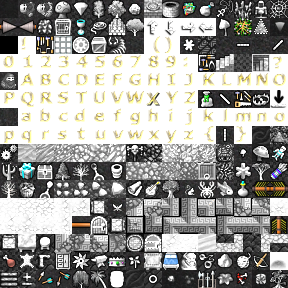 ! ( ) * -
0 1 2 3 4 5 6 7 8 9 : ; ?
A B C D E F G H I J K L M N O
P Q R S T U V W X Y Z
a b c d e f g h i j k l m n o
p q r s t u v w x y z { | }